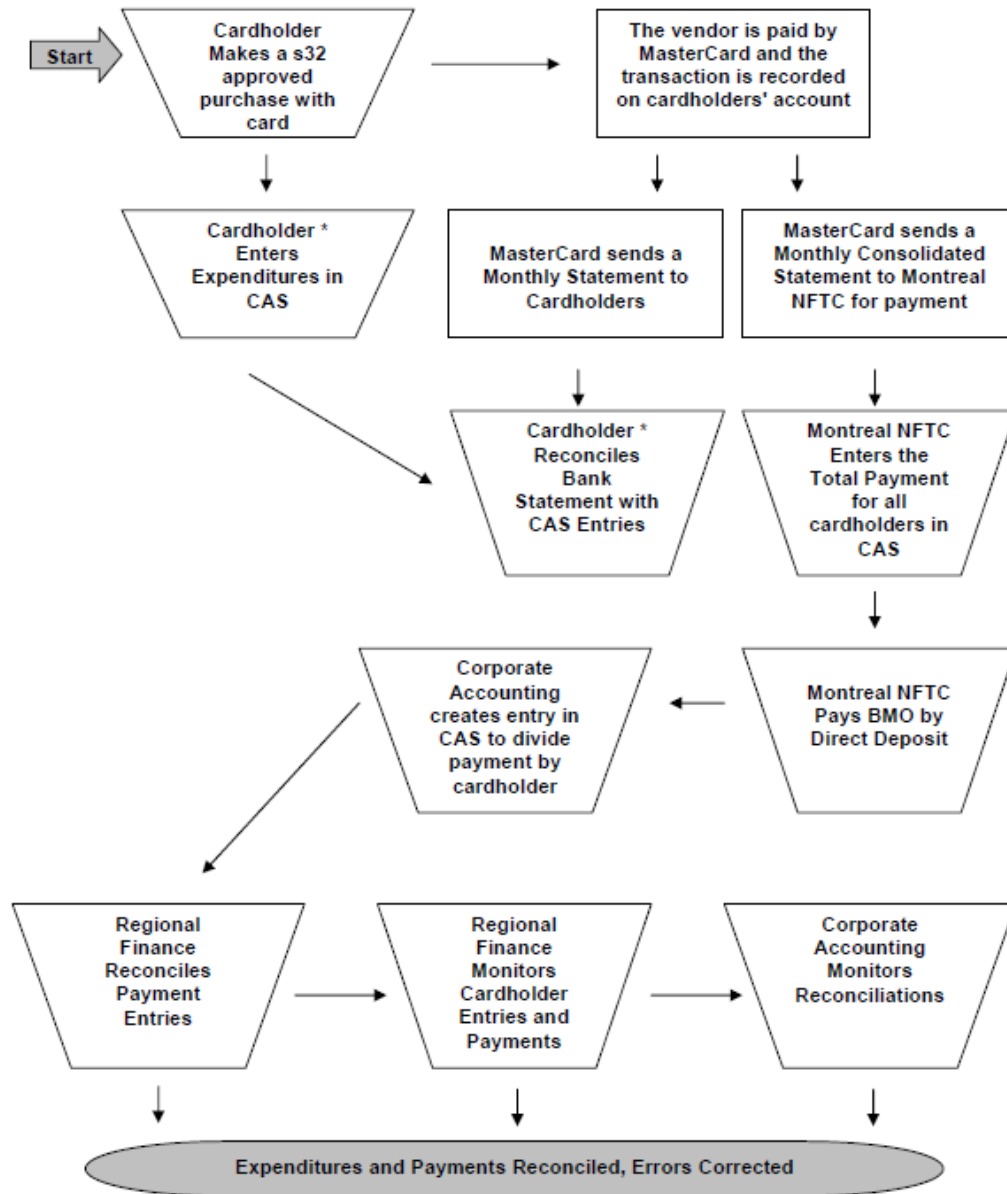 Start
Cardholder
Makes a s32
approved
purchase with
card
The vendor is paid by
MasterCard and the
transaction is recorded
on cardholders' account
Cardholder *
Enters
Expenditures in
CAS
MasterCard sends a
Monthly Statement to
Cardholders
MasterCard sends a
Monthly Consolidated
Statement to Montreal
NFTC for payment
Cardholder *
Reconciles
Bank
Statement with
CAS Entries
Montreal NFTC
Enters the
Total Payment
for all
cardholders in
CAS
Corporate
Accounting
creates entry in
CAS to divide
payment by
cardholder
Montreal NFTC
Pays BMO by
Direct Deposit
Regional
Finance
Reconciles
Payment
Entries
Regional
Finance
Monitors
Cardholder
Entries and
Payments
Corporate
Accounting
Monitors
Reconciliations
Expenditures and Payments Reconciled, Errors Corrected